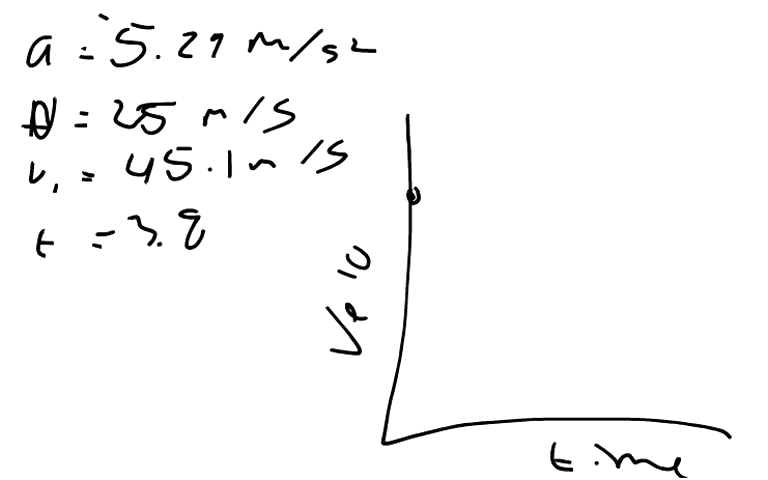 a = 5.29 m/s²
= 25 m/s
v₁ = 45.1 m/s
t = 3.8
Velo
time